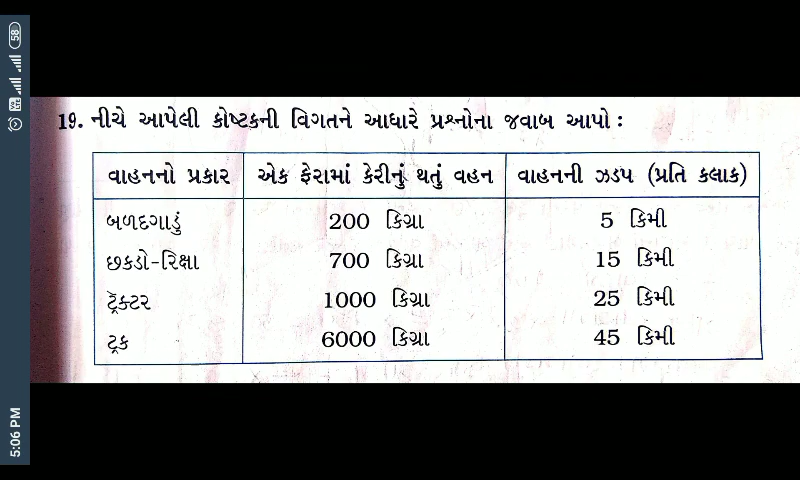 58
5:06 PM
19. નીચે આપેલી કોષ્ટકની વિગતને આધારે પ્રશ્નોના જવાબ આપો :
વાહનનો પ્રકાર એક ફેરામાં કેરીનું થતું વહન વાહનની ઝડપ (પ્રતિ કલાક)
બળદગાડું 200 કિગ્રા 5 કિમી
છકડો-રિક્ષા 700 કિગ્રા 15 કિમી
ટ્રૅક્ટર 1000 કિગ્રા 25 કિમી
ટ્રક 6000 કિગ્રા 45 કિમી